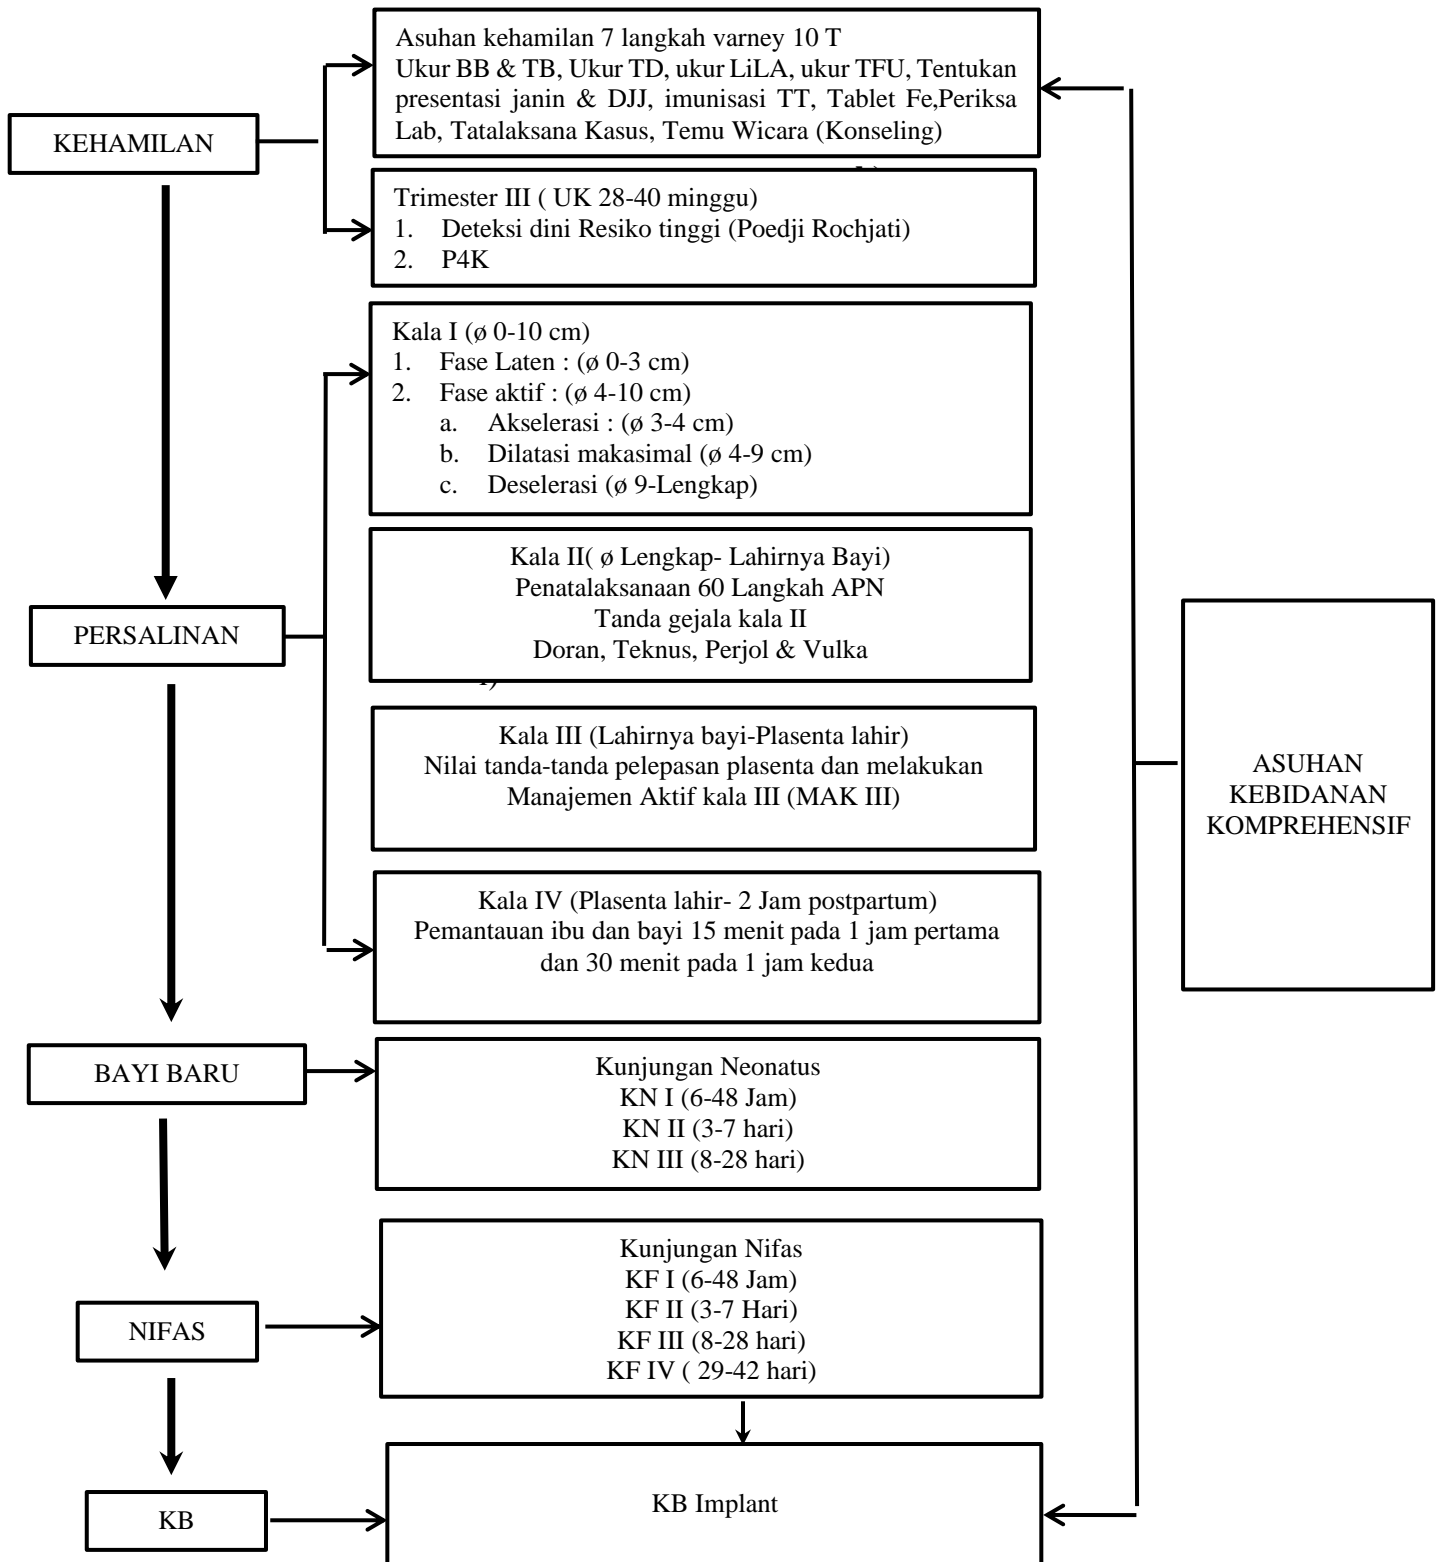 Asuhan kehamilan 7 langkah varney 10 T
Ukur BB & TB, Ukur TD, ukur LiLA, ukur TFU, Tentukan
presentasi janin & DJJ, imunisasi TT, Tablet Fe,Periksa
Lab, Tatalaksana Kasus, Temu Wicara (Konseling)
KEHAMILAN
Trimester III ( UK 28-40 minggu)
1. Deteksi dini Resiko tinggi (Poedji Rochjati)
2. P4K
Kala I (ø 0-10 cm)
1. Fase Laten : (ø 0-3 cm)
2. Fase aktif : (ø 4-10 cm)
a. Akselerasi : (ø 3-4 cm)
b. Dilatasi makasimal (ø 4-9 cm)
c. Deselerasi (ø 9-Lengkap)
Kala II( ø Lengkap- Lahirnya Bayi)
Penatalaksanaan 60 Langkah APN
Tanda gejala kala II
Doran, Teknus, Perjol & Vulka
PERSALINAN
Kala III (Lahirnya bayi-Plasenta lahir)
Nilai tanda-tanda pelepasan plasenta dan melakukan
Manajemen Aktif kala III (MAK III)
ASUHAN
KEBIDANAN
KOMPREHENSIF
Kala IV (Plasenta lahir- 2 Jam postpartum)
Pemantauan ibu dan bayi 15 menit pada 1 jam pertama
dan 30 menit pada 1 jam kedua
BAYI BARU
Kunjungan Neonatus
KN I (6-48 Jam)
KN II (3-7 hari)
KN III (8-28 hari)
Kunjungan Nifas
KF I (6-48 Jam)
KF II (3-7 Hari)
KF III (8-28 hari)
KF IV ( 29-42 hari)
NIFAS
KB Implant
KB